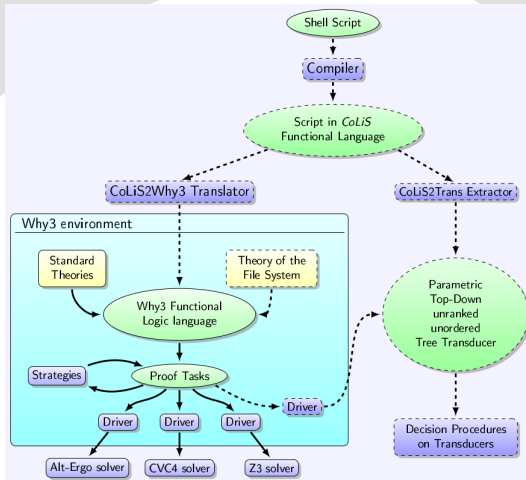 Shell Script
Compiler
Script in CoLiS
Functional Language
CoLiS2Why3 Translator
CoLiS2Trans Extractor
Why3 environment
Standard
Theories
Theory of the
File System
Why3 Functional
Logic language
Parametric
Top-Down
unranked
unordered
Tree Transducer
Strategies
Proof Tasks
Driver
Driver
Driver
Driver
Decision Procedures
on Transducers
Alt-Ergo solver
CVC4 solver
Z3 solver